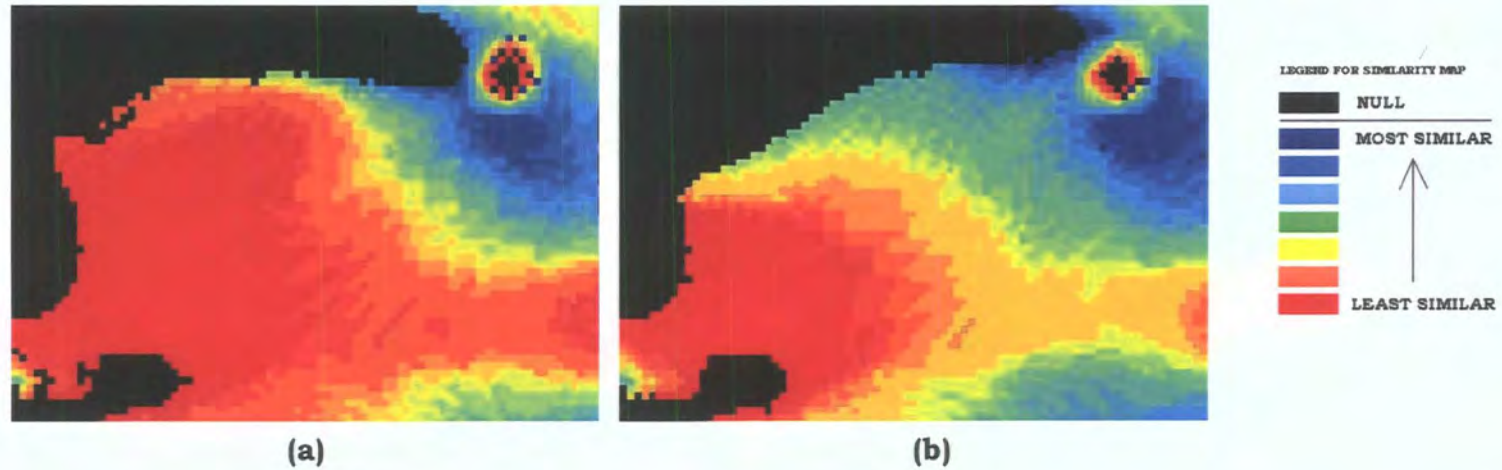 LEGEND FOR SIMILARITY MAP
NULL
MOST SIMILAR
LEAST SIMILAR
(a)
(b)